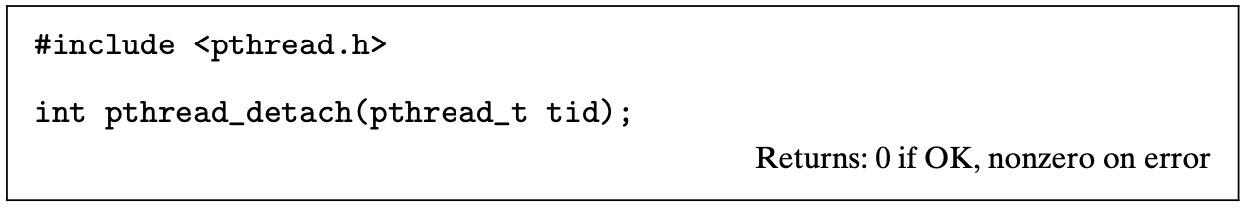 #include <pthread.h>
int pthread_detach(pthread_t tid);
Returns: 0 if OK, nonzero on error